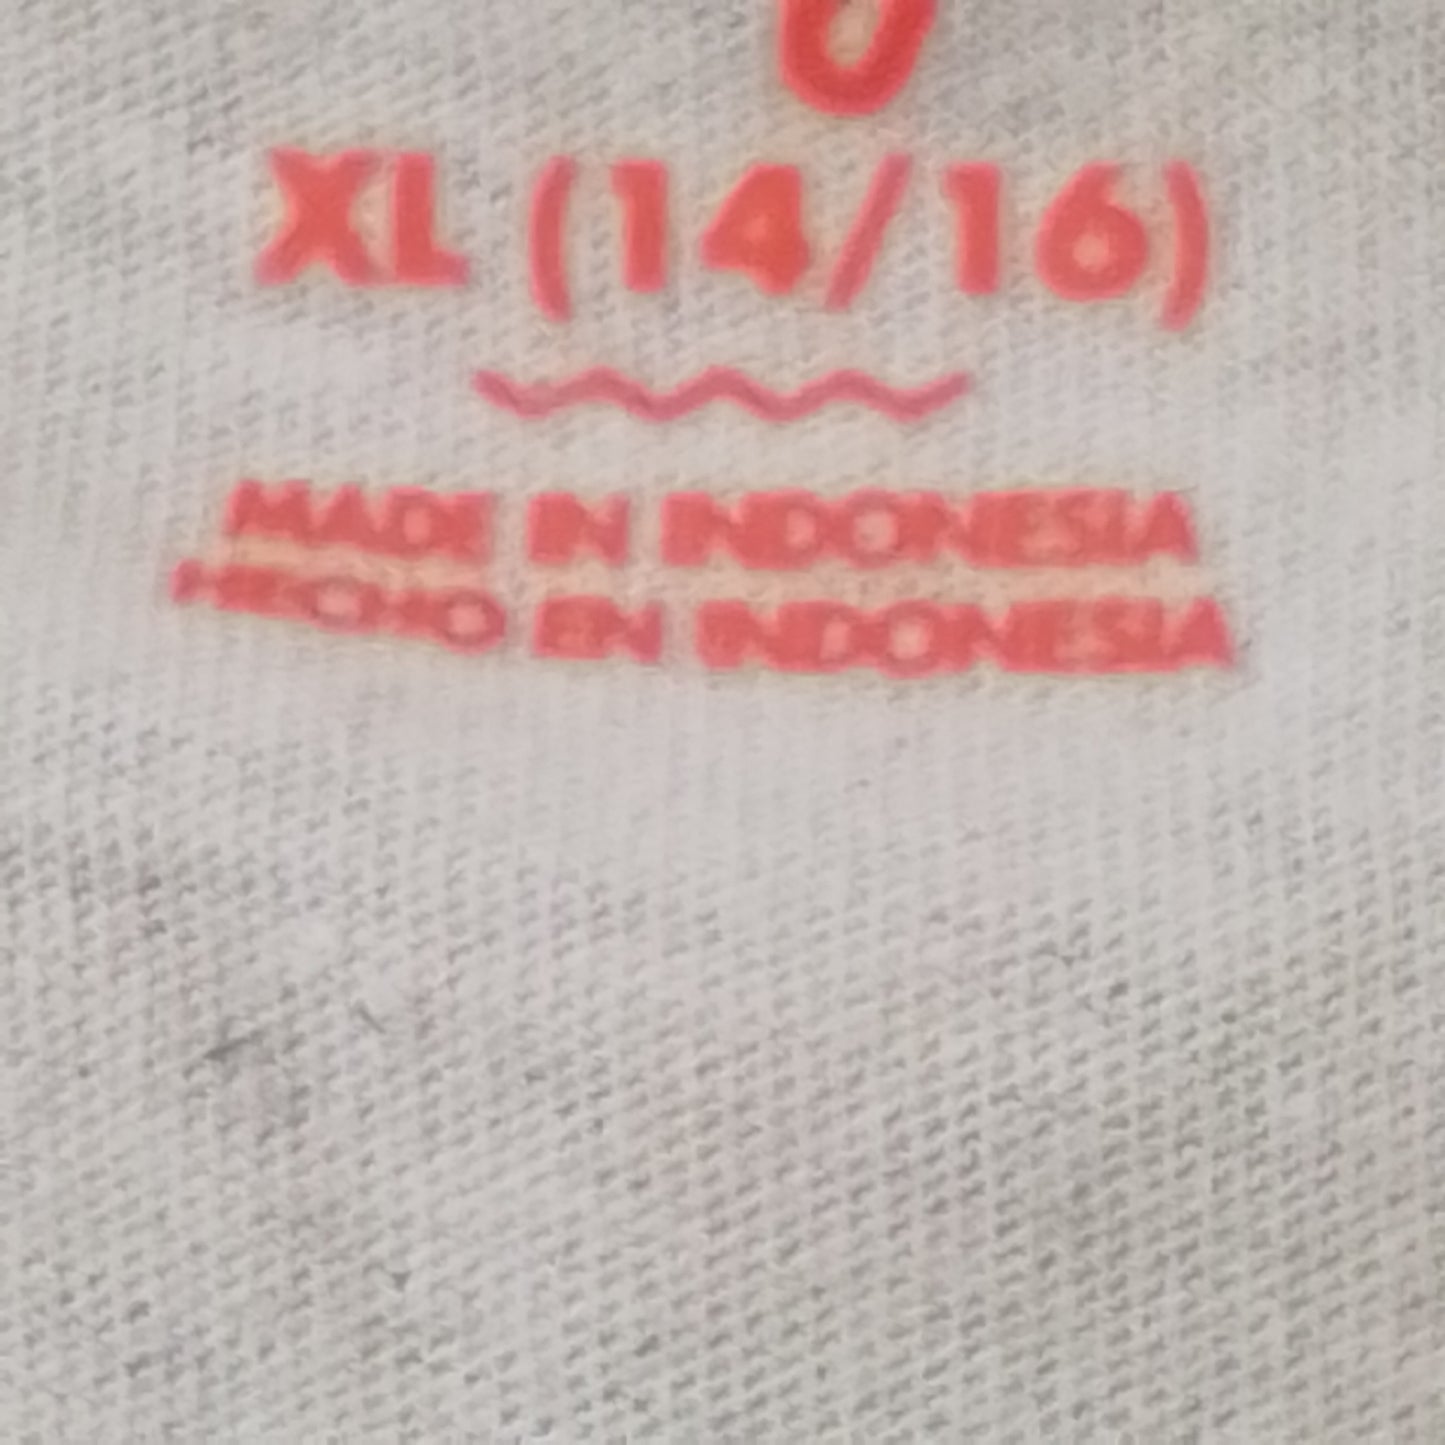 XL (14/16)
MADE IN INDONESIA
HECHO EN INDONESIA